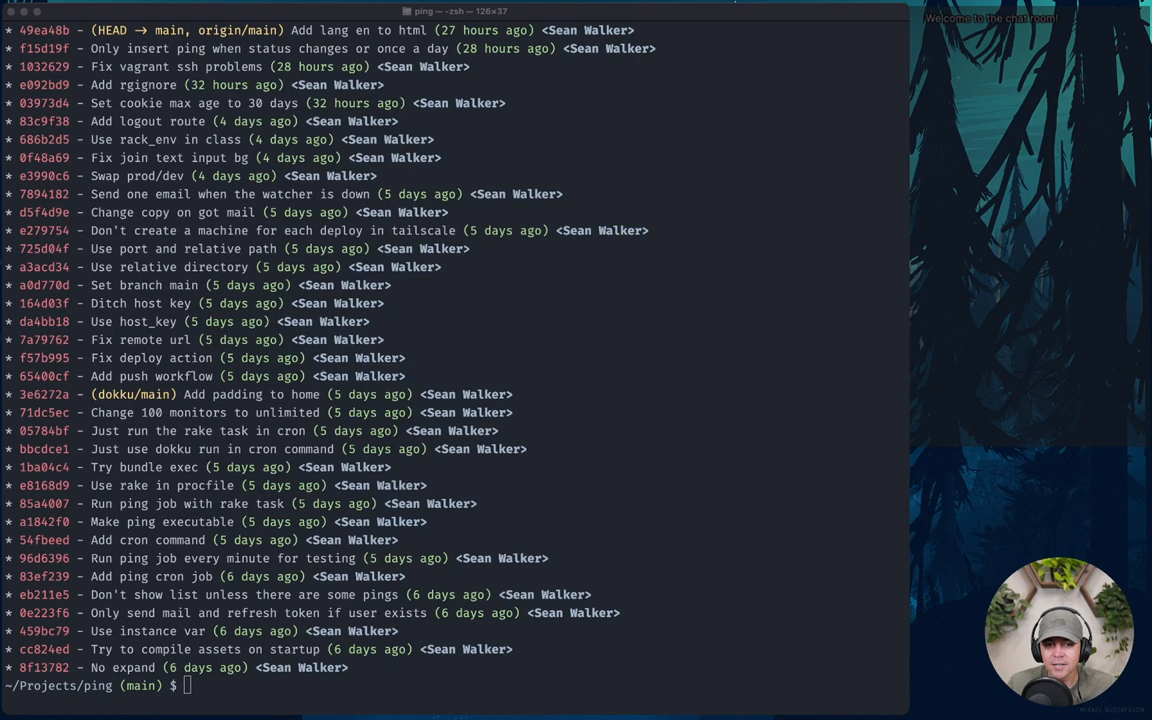 ping — -zsh — 126×37
Welcome to the chat room!
* 49ea48b - (HEAD -> main, origin/main) Add lang en to html (27 hours ago) <Sean Walker>
* f15d19f - Only insert ping when status changes or once a day (28 hours ago) <Sean Walker>
* 1032629 - Fix vagrant ssh problems (28 hours ago) <Sean Walker>
* e092bd9 - Add rgignore (32 hours ago) <Sean Walker>
* 03973d4 - Set cookie max age to 30 days (32 hours ago) <Sean Walker>
* 83c9f38 - Add logout route (4 days ago) <Sean Walker>
* 686b2d5 - Use rack_env in class (4 days ago) <Sean Walker>
* 0f48a69 - Fix join text input bg (4 days ago) <Sean Walker>
* e3990c6 - Swap prod/dev (4 days ago) <Sean Walker>
* 7894182 - Send one email when the watcher is down (5 days ago) <Sean Walker>
* d5f4d9e - Change copy on got mail (5 days ago) <Sean Walker>
* e279754 - Don't create a machine for each deploy in tailscale (5 days ago) <Sean Walker>
* 725d04f - Use port and relative path (5 days ago) <Sean Walker>
* a3acd34 - Use relative directory (5 days ago) <Sean Walker>
* a0d770d - Set branch main (5 days ago) <Sean Walker>
* 164d03f - Ditch host key (5 days ago) <Sean Walker>
* da4bb18 - Use host_key (5 days ago) <Sean Walker>
* 7a79762 - Fix remote url (5 days ago) <Sean Walker>
* f57b995 - Fix deploy action (5 days ago) <Sean Walker>
* 65400cf - Add push workflow (5 days ago) <Sean Walker>
* 3e6272a - (dokku/main) Add padding to home (5 days ago) <Sean Walker>
* 71dc5ec - Change 100 monitors to unlimited (5 days ago) <Sean Walker>
* 05784bf - Just run the rake task in cron (5 days ago) <Sean Walker>
* bbcdce1 - Just use dokku run in cron command (5 days ago) <Sean Walker>
* 1ba04c4 - Try bundle exec (5 days ago) <Sean Walker>
* e8168d9 - Use rake in procfile (5 days ago) <Sean Walker>
* 85a4007 - Run ping job with rake task (5 days ago) <Sean Walker>
* a1842f0 - Make ping executable (5 days ago) <Sean Walker>
* 54fbeed - Add cron command (5 days ago) <Sean Walker>
* 96d6396 - Run ping job every minute for testing (5 days ago) <Sean Walker>
* 83ef239 - Add ping cron job (6 days ago) <Sean Walker>
* eb211e5 - Don't show list unless there are some pings (6 days ago) <Sean Walker>
* 0e223f6 - Only send mail and refresh token if user exists (6 days ago) <Sean Walker>
* 459bc79 - Use instance var (6 days ago) <Sean Walker>
* cc824ed - Try to compile assets on startup (6 days ago) <Sean Walker>
* 8f13782 - No expand (6 days ago) <Sean Walker>
~/Projects/ping (main) $
MIKAEL GUSTAFSSON